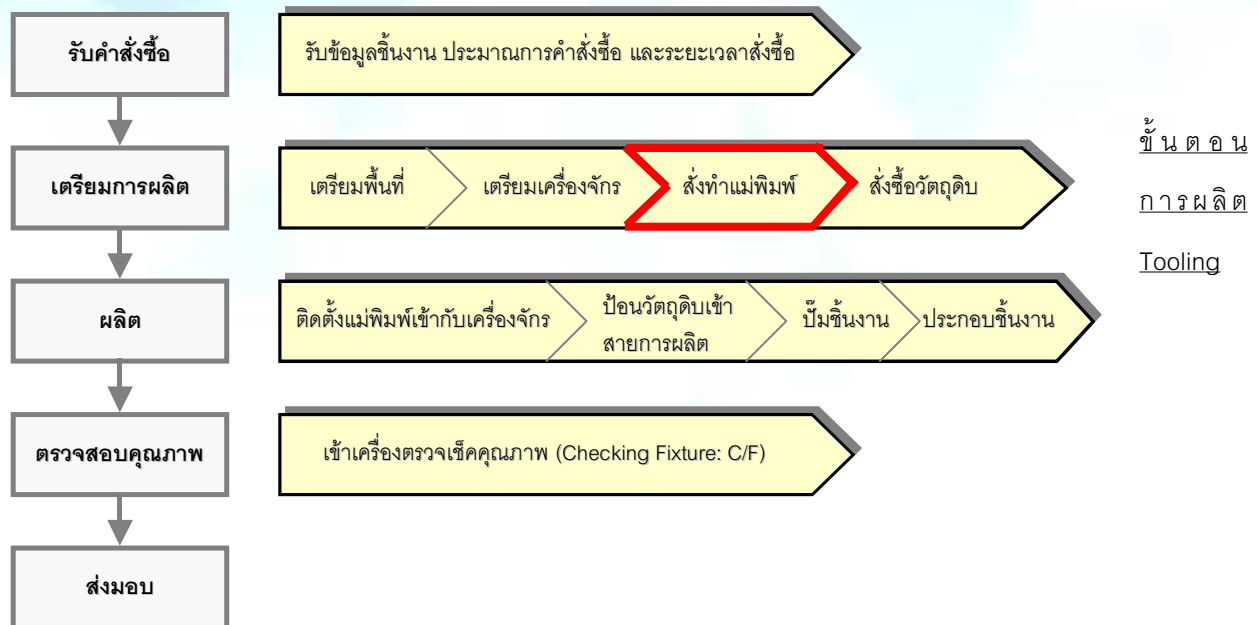 รับคำสั่งซื้อ
รับข้อมูลชิ้นงาน ประมาณการคำสั่งซื้อ และระยะเวลาสั่งซื้อ
เตรียมการผลิต
เตรียมพื้นที่
เตรียมเครื่องจักร
สั่งทำแม่พิมพ์
สั่งซื้อวัตถุดิบ
ขั้นตอน
การผลิต
Tooling
ผลิต
ติดตั้งแม่พิมพ์เข้ากับเครื่องจักร
ป้อนวัตถุดิบเข้า
สายการผลิต
ปั๊มชิ้นงาน
ประกอบชิ้นงาน
ตรวจสอบคุณภาพ
เข้าเครื่องตรวจเช็คคุณภาพ (Checking Fixture: C/F)
ส่งมอบ